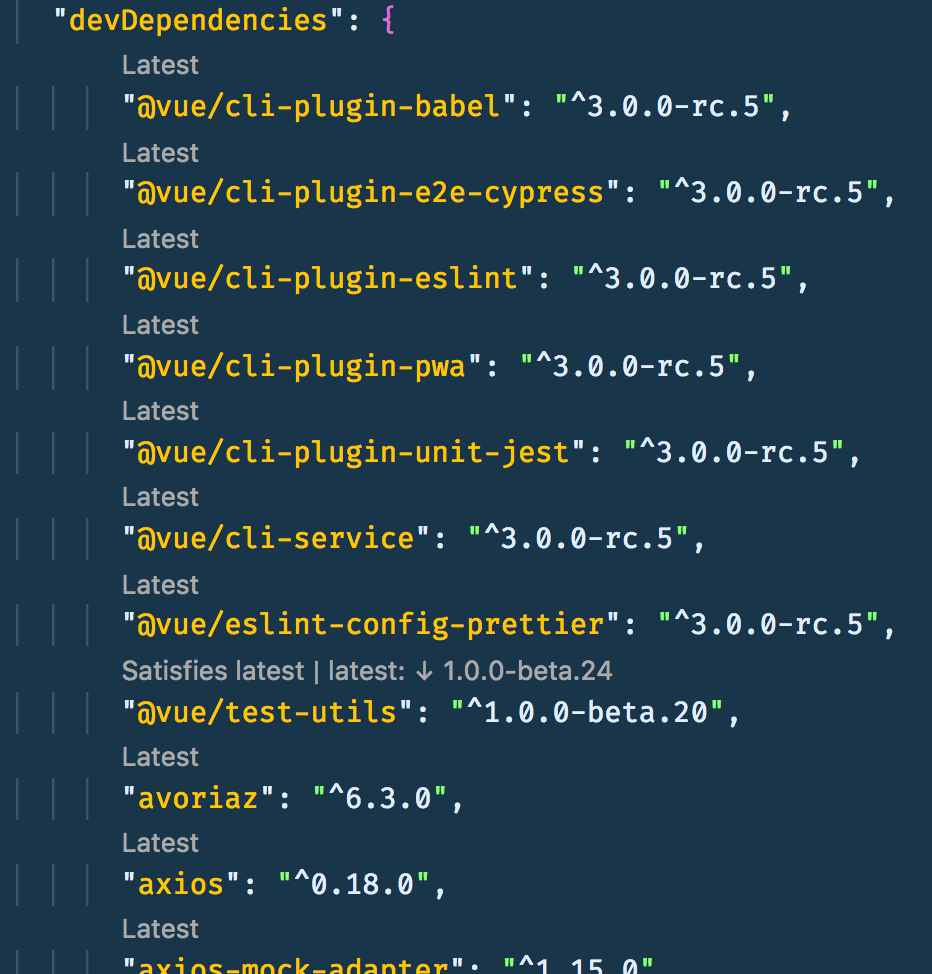 "devDependencies": {
Latest
"@vue/cli-plugin-babel": "^3.0.0-rc.5",
Latest
"@vue/cli-plugin-e2e-cypress": "^3.0.0-rc.5",
Latest
"@vue/cli-plugin-eslint": "^3.0.0-rc.5",
Latest
"@vue/cli-plugin-pwa": "^3.0.0-rc.5",
Latest
"@vue/cli-plugin-unit-jest": "^3.0.0-rc.5",
Latest
"@vue/cli-service": "^3.0.0-rc.5",
Latest
"@vue/eslint-config-prettier": "^3.0.0-rc.5",
Satisfies latest | latest: ↓ 1.0.0-beta.24
"@vue/test-utils": "^1.0.0-beta.20",
Latest
"avoriaz": "^6.3.0",
Latest
"axios": "^0.18.0",
Latest
"axios-mock-adapter": "^1.15.0"